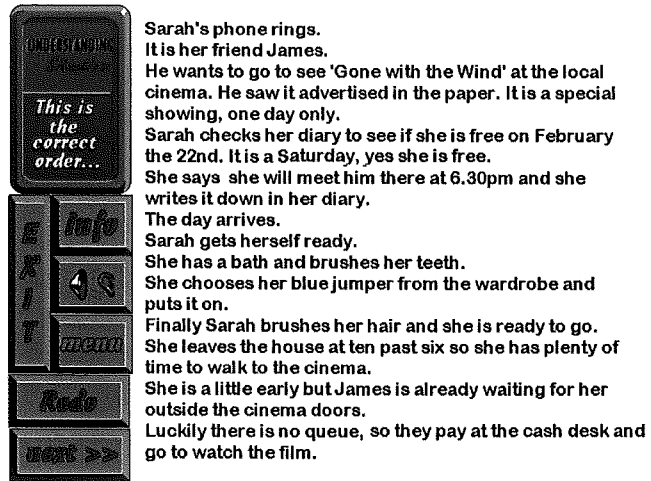 UNDERSTANDING
This is
the
correct
order...
EXIT
info
menu
Redo
next >>
Sarah's phone rings.
It is her friend James.
He wants to go to see 'Gone with the Wind' at the local
cinema. He saw it advertised in the paper. It is a special
showing, one day only.
Sarah checks her diary to see if she is free on February
the 22nd. It is a Saturday, yes she is free.
She says she will meet him there at 6.30pm and she
writes it down in her diary.
The day arrives.
Sarah gets herself ready.
She has a bath and brushes her teeth.
She chooses her blue jumper from the wardrobe and
puts it on.
Finally Sarah brushes her hair and she is ready to go.
She leaves the house at ten past six so she has plenty of
time to walk to the cinema.
She is a little early but James is already waiting for her
outside the cinema doors.
Luckily there is no queue, so they pay at the cash desk and
go to watch the film.